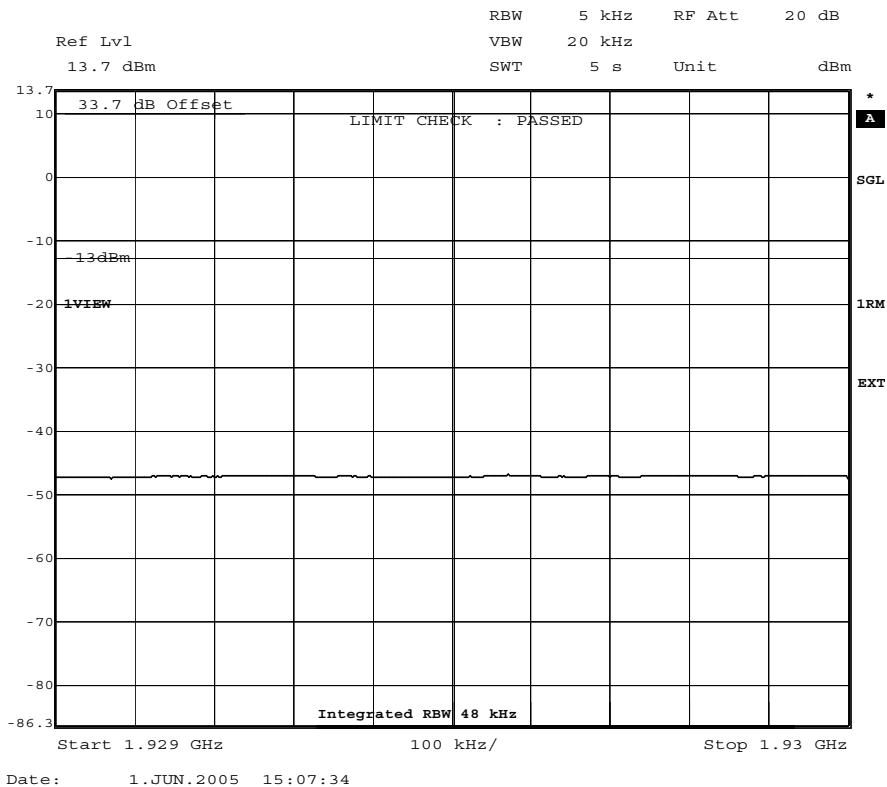 RBW 5 kHz RF Att 20 dB
Ref Lvl VBW 20 kHz
13.7 dBm SWT 5 s Unit dBm
13.7
33.7 dB Offset
*
10
LIMIT CHECK : PASSED
A
0
SGL
-10
-13dBm
-20
1VIEW
1RM
-30
EXT
-40
-50
-60
-70
-80
Integrated RBW 48 kHz
-86.3
Start 1.929 GHz 100 kHz/ Stop 1.93 GHz
Date: 1.JUN.2005 15:07:34